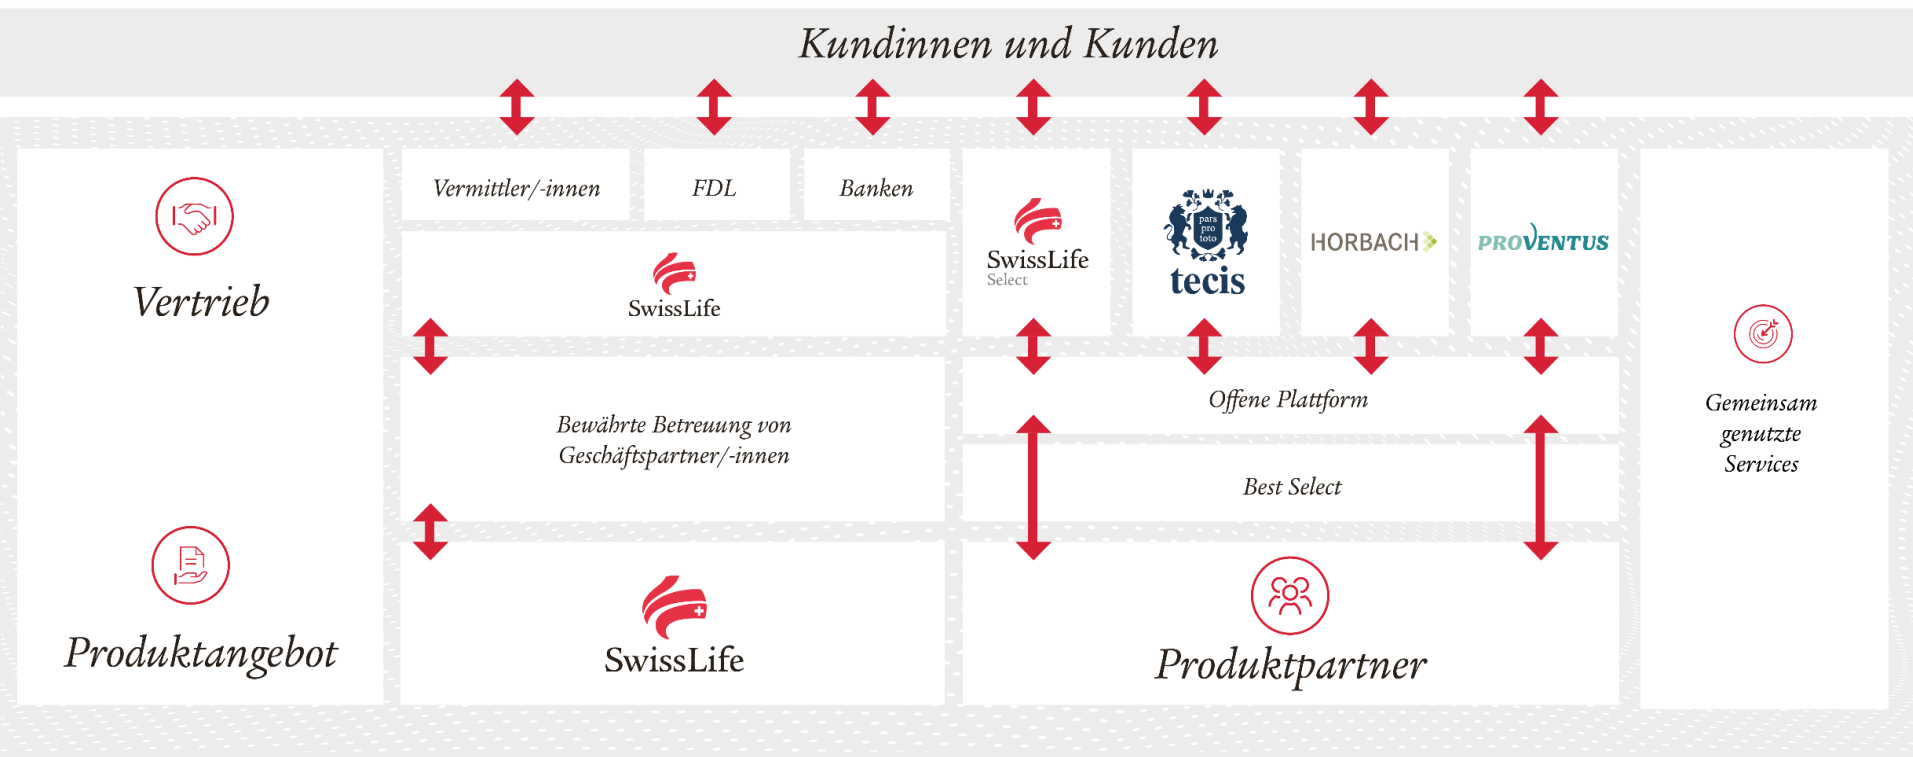 Kundinnen und Kunden
Vertrieb
Produktangebot
Vermittler/-innen
FDL
Banken
SwissLife
Bewährte Betreuung von
Geschäftspartner/-innen
SwissLife
SwissLife
Select
pars
pro
toto
tecis
HORBACH
PROVENTUS
Offene Plattform
Best Select
Produktpartner
Gemeinsam
genutzte
Services